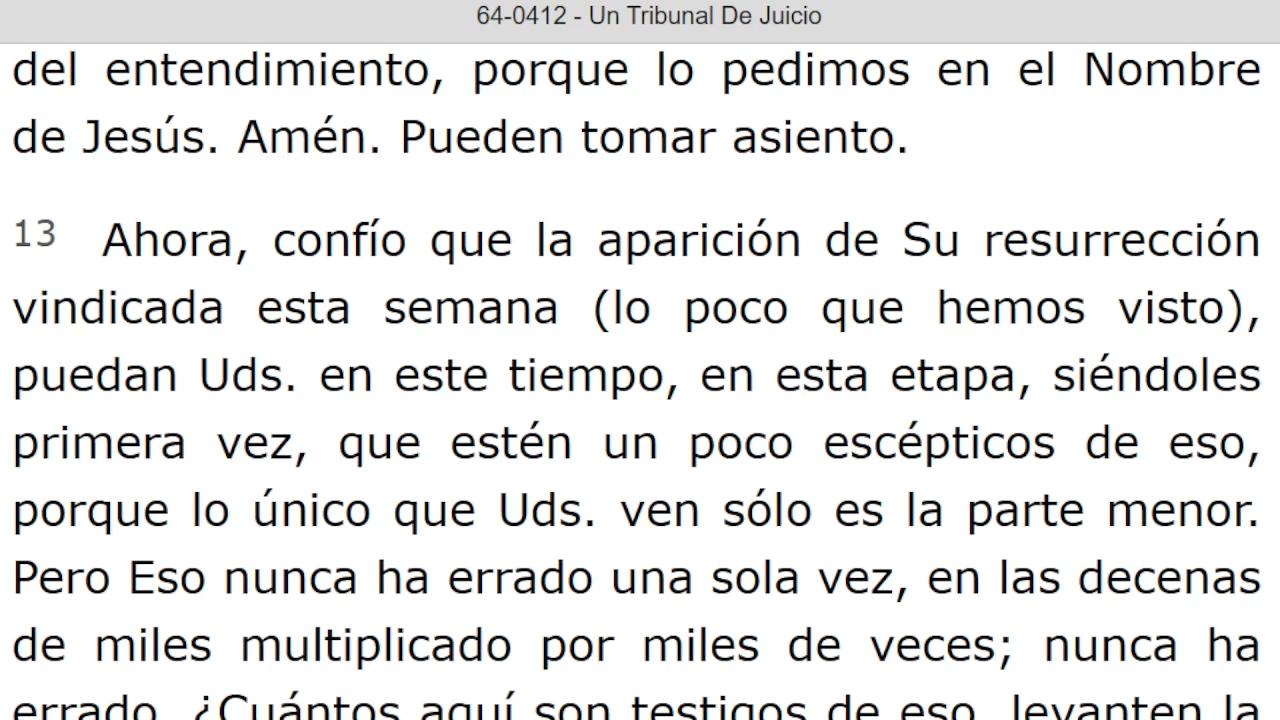 64-0412 - Un Tribunal De Juicio
del entendimiento, porque lo pedimos en el Nombre
de Jesús. Amén. Pueden tomar asiento.
13 Ahora, confío que la aparición de Su resurrección
vindicada esta semana (lo poco que hemos visto),
puedan Uds. en este tiempo, en esta etapa, siéndoles
primera vez, que estén un poco escépticos de eso,
porque lo único que Uds. ven sólo es la parte menor.
Pero Eso nunca ha errado una sola vez, en las decenas
de miles multiplicado por miles de veces; nunca ha
errado. ¿Cuántos aquí son testigos de eso, levanten la